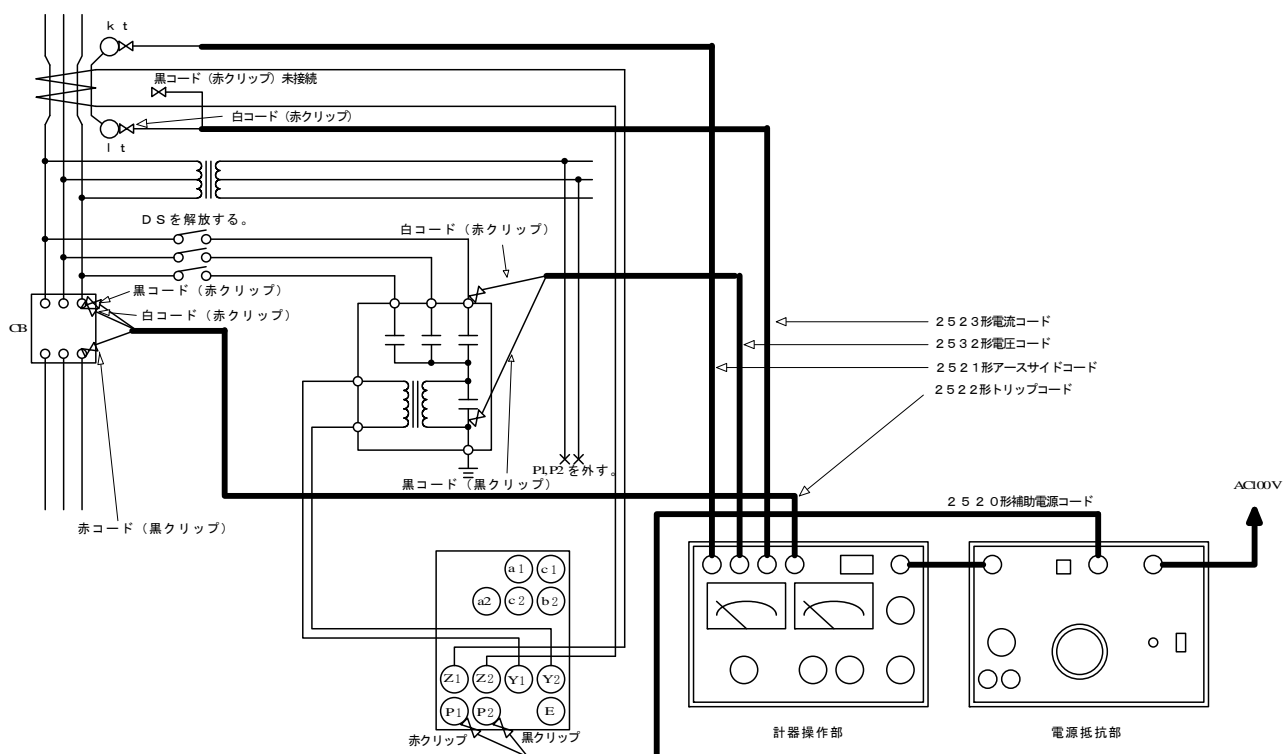 k t
黒コード（赤クリップ）未接続
白コード（赤クリップ）
l t
DSを解放する。
白コード（赤クリップ）
黒コード（赤クリップ）
白コード（赤クリップ）
CB
2523形電流コード
2532形電圧コード
2521形アースサイドコード
2522形トリップコード
P1,P2を外す。
黒コード（黒クリップ）
赤コード（黒クリップ）
2520形補助電源コード
AC100V
a1 c1
a2 c2 b2
Z1 Z2 Y1 Y2
P1 P2 E
赤クリップ 黒クリップ
計器操作部
電源抵抗部